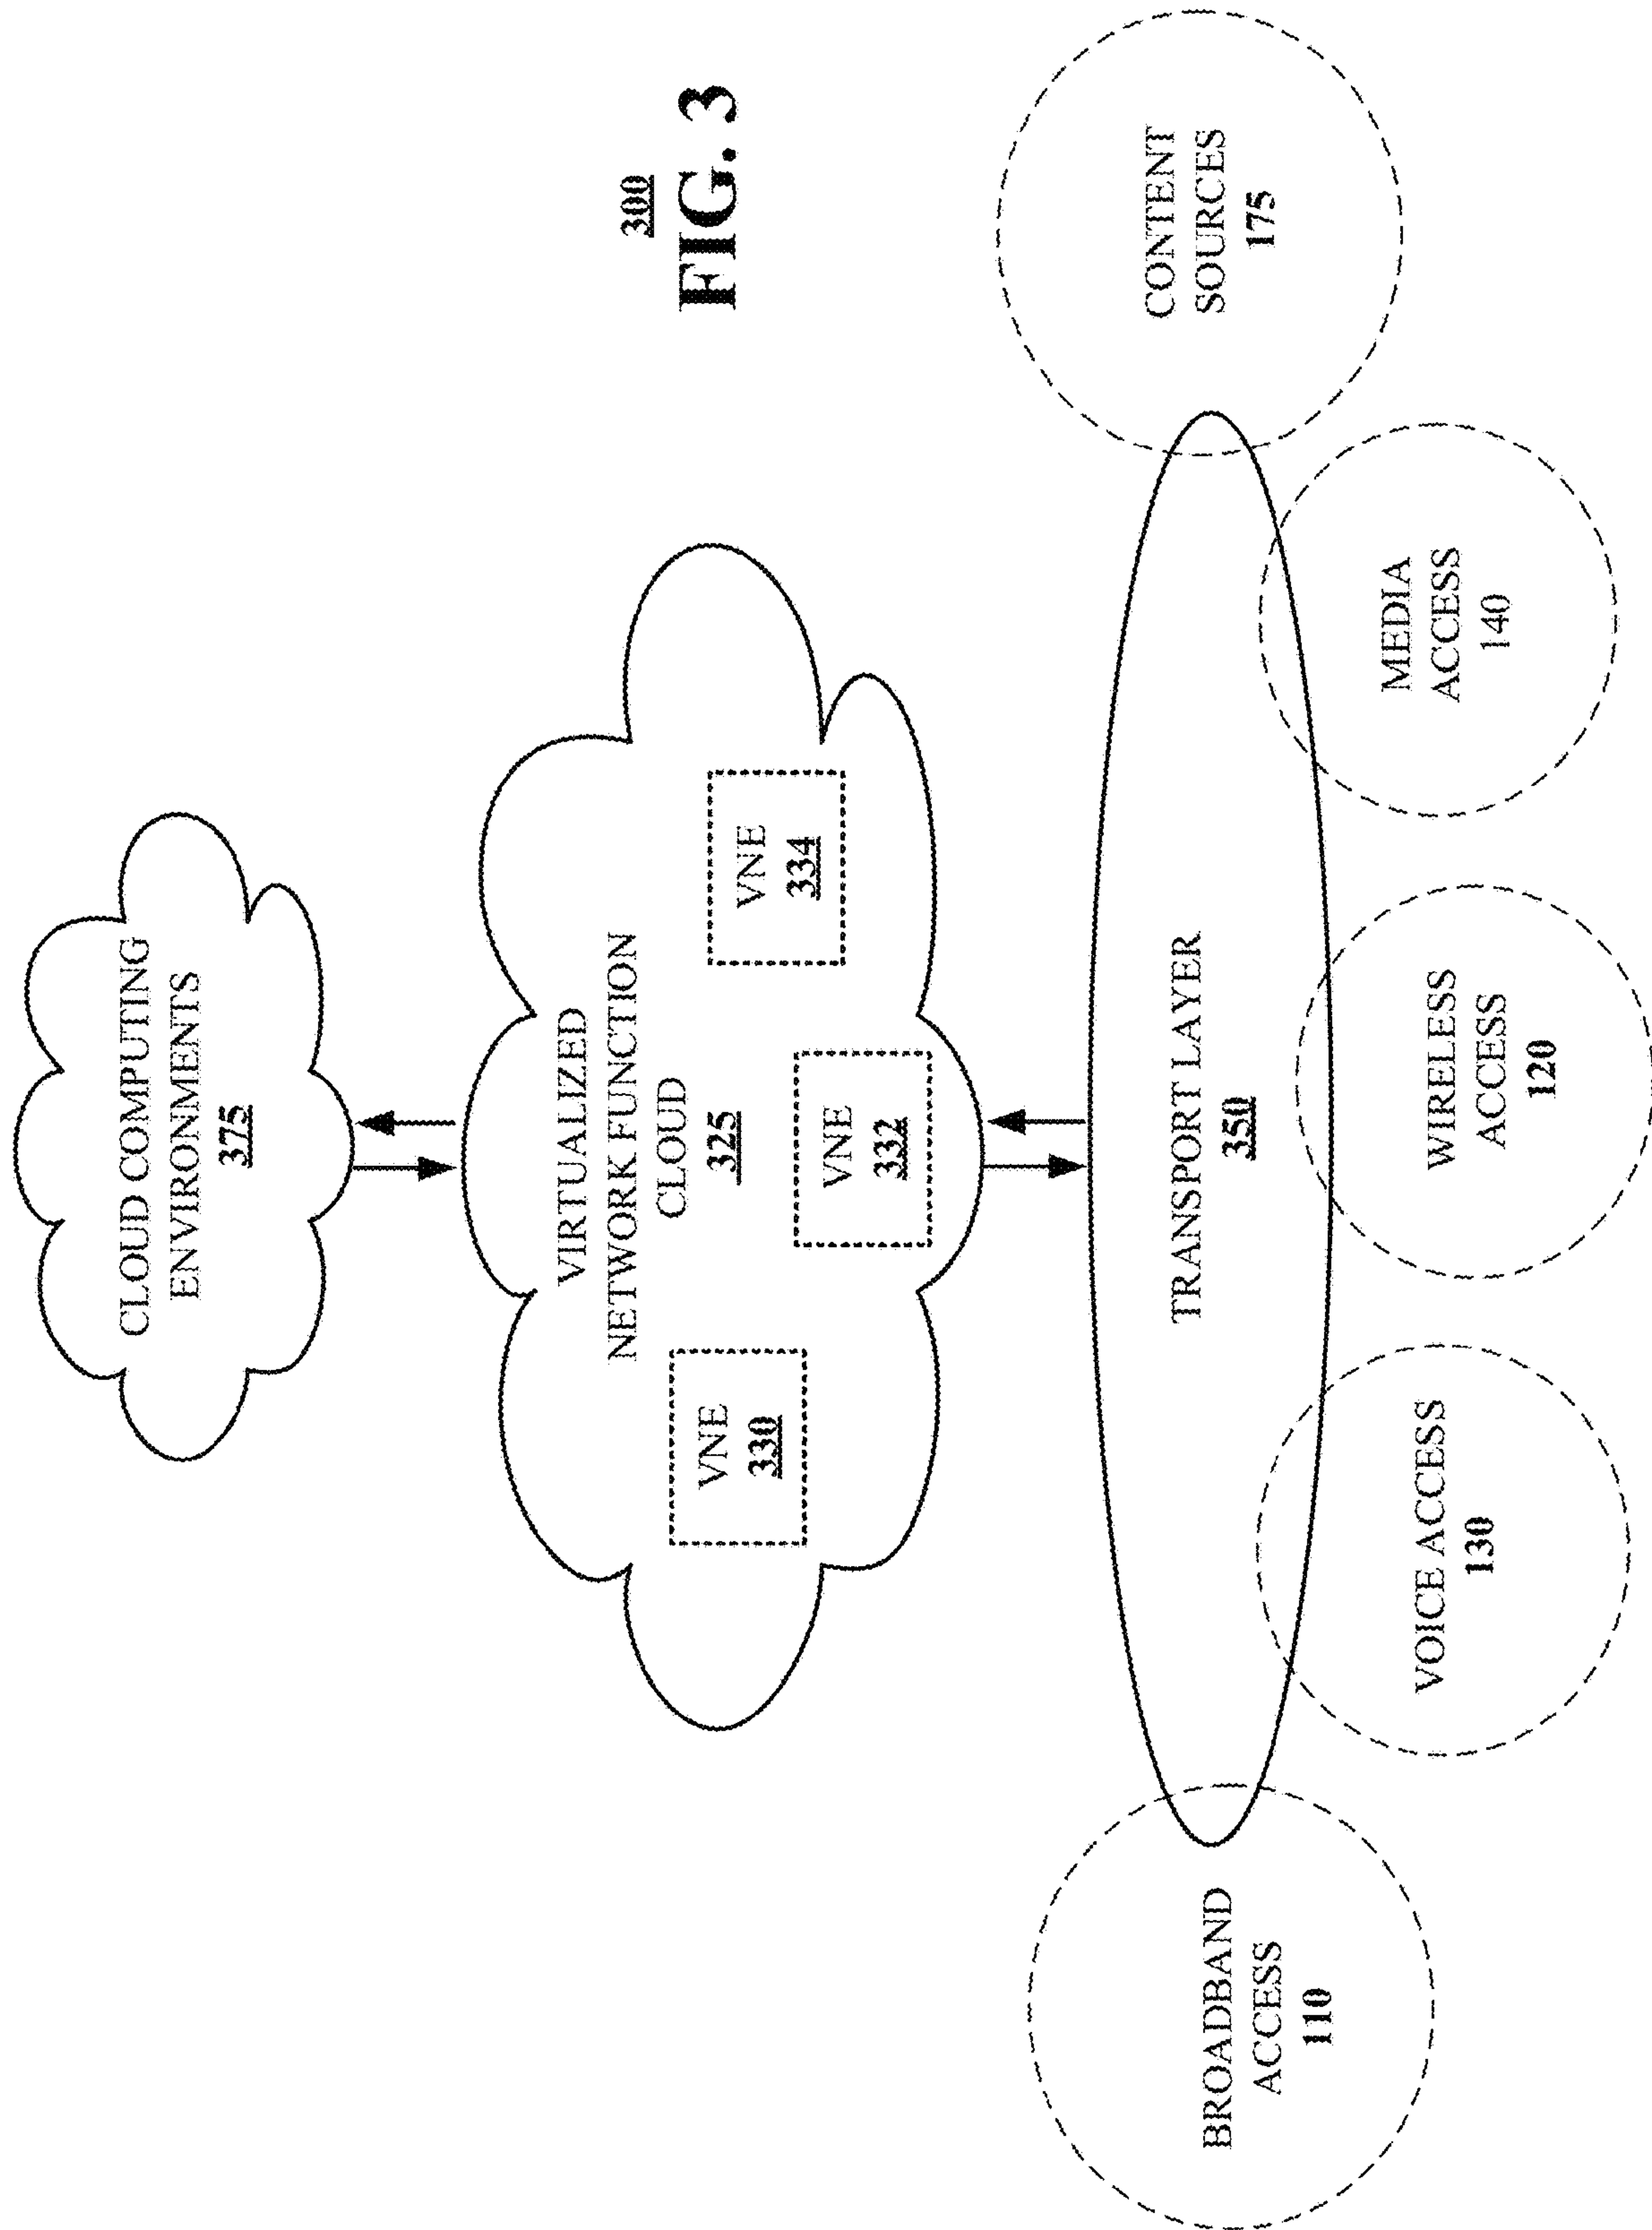 CLOUD COMPUTING
ENVIRONMENTS
375
VIRTUALIZED
NETWORK FUNCTION
CLOUD
325
VNE
330
VNE
332
VNE
334
300
FIG. 3
TRANSPORT LAYER
350
BROADBAND
ACCESS
110
VOICE ACCESS
130
WIRELESS
ACCESS
120
MEDIA
ACCESS
140
CONTENT
SOURCES
175